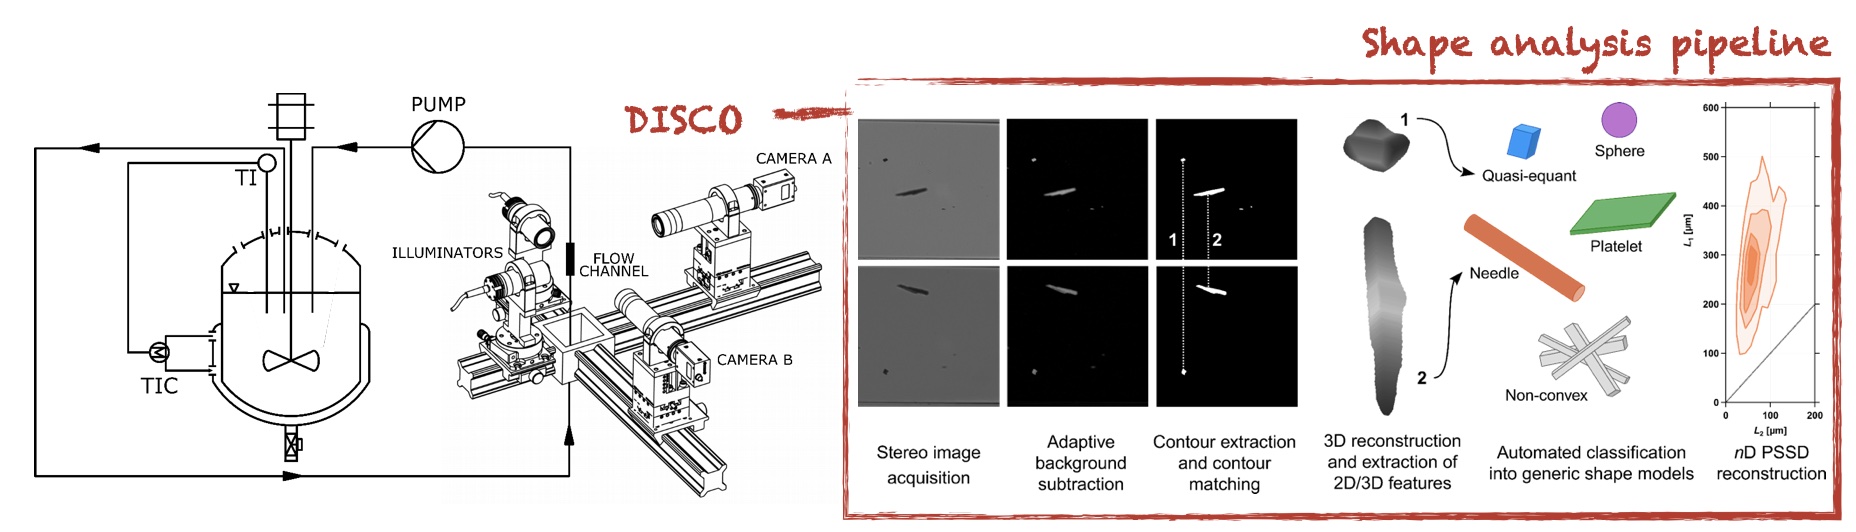 Shape analysis pipeline
DISCO
PUMP
TI
TIC
ILLUMINATORS
FLOW
CHANNEL
CAMERA A
CAMERA B
1
2
1
2
Quasi-equant
Sphere
Platelet
Needle
Non-convex
600
500
400
300
200
100
0
L₁ [µm]
0
100
200
L₂ [µm]
Stereo image
acquisition
Adaptive
background
subtraction
Contour extraction
and contour
matching
3D reconstruction
and extraction of
2D/3D features
Automated classification
into generic shape models
nD PSSD
reconstruction